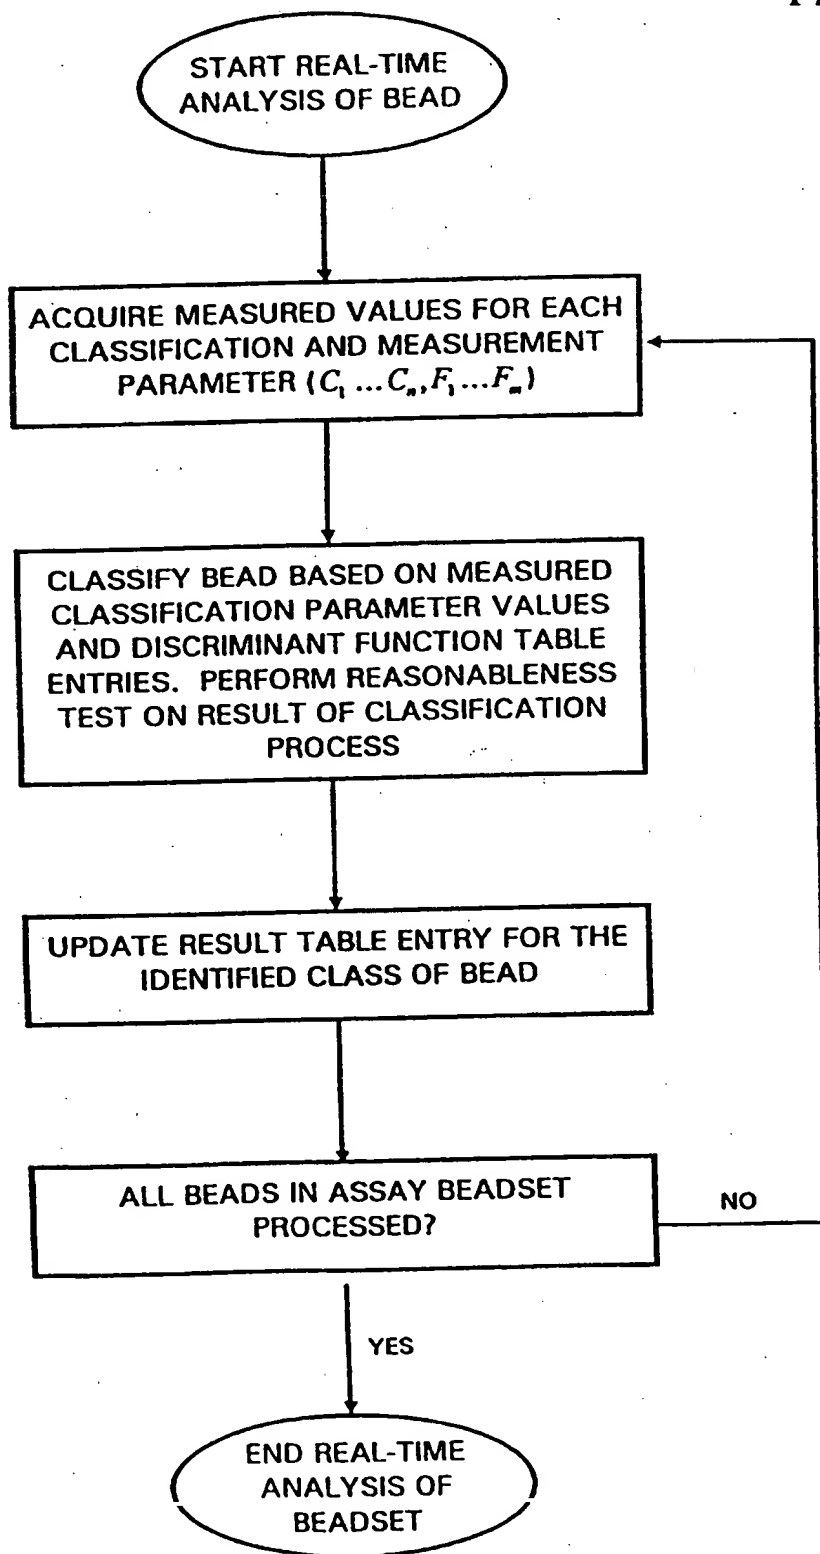 START REAL-TIME
ANALYSIS OF BEAD
ACQUIRE MEASURED VALUES FOR EACH
CLASSIFICATION AND MEASUREMENT
PARAMETER (C₁ ...Cₙ,F₁...Fₘ)
CLASSIFY BEAD BASED ON MEASURED
CLASSIFICATION PARAMETER VALUES
AND DISCRIMINANT FUNCTION TABLE
ENTRIES. PERFORM REASONABLENESS
TEST ON RESULT OF CLASSIFICATION
PROCESS
UPDATE RESULT TABLE ENTRY FOR THE
IDENTIFIED CLASS OF BEAD
ALL BEADS IN ASSAY BEADSET
PROCESSED?
NO
YES
END REAL-TIME
ANALYSIS OF
BEADSET